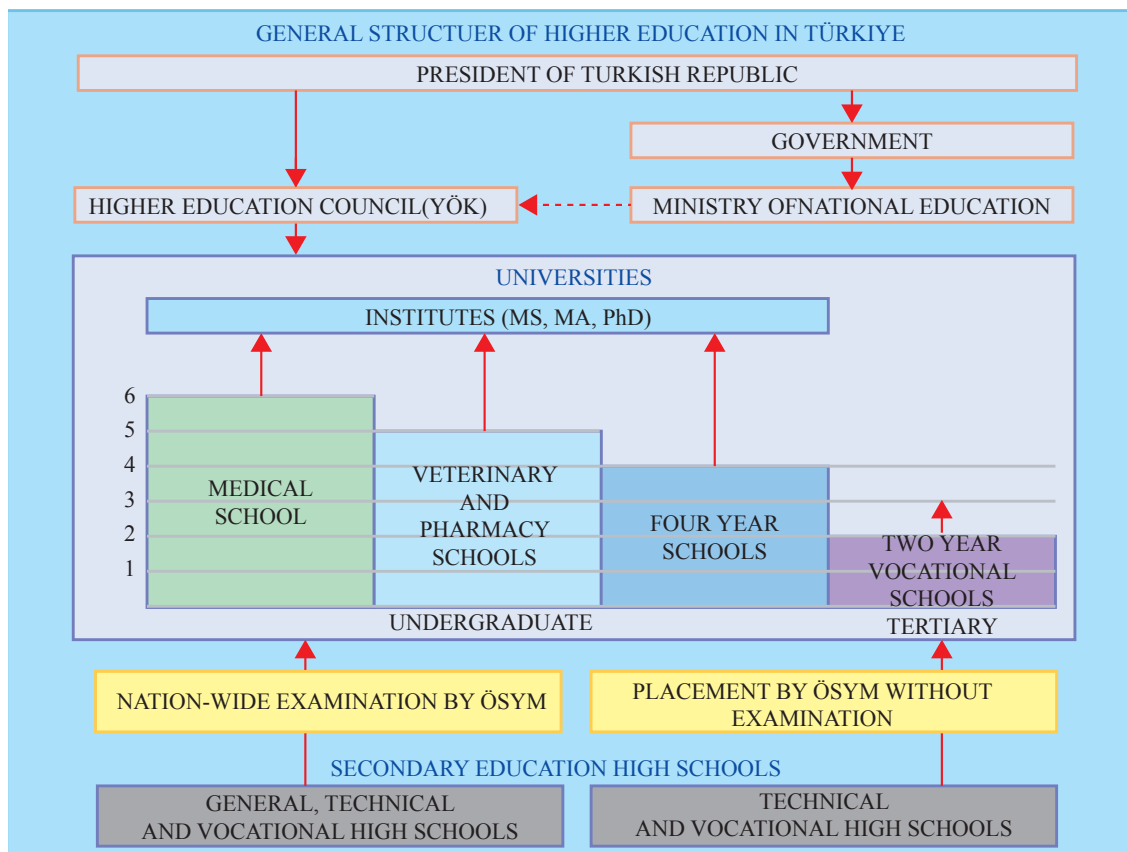 GENERAL STRUCTUER OF HIGHER EDUCATION IN TÜRKIYE
PRESIDENT OF TURKISH REPUBLIC
GOVERNMENT
HIGHER EDUCATION COUNCIL(YÖK)
MINISTRY OFNATIONAL EDUCATION
UNIVERSITIES
INSTITUTES (MS, MA, PhD)
6
5
4
3
2
1
MEDICAL
SCHOOL
VETERINARY
AND
PHARMACY
SCHOOLS
FOUR YEAR
SCHOOLS
TWO YEAR
VOCATIONAL
SCHOOLS
TERTIARY
UNDERGRADUATE
NATION-WIDE EXAMINATION BY ÖSYM
PLACEMENT BY ÖSYM WITHOUT
EXAMINATION
SECONDARY EDUCATION HIGH SCHOOLS
GENERAL, TECHNICAL
AND VOCATIONAL HIGH SCHOOLS
TECHNICAL
AND VOCATIONAL HIGH SCHOOLS